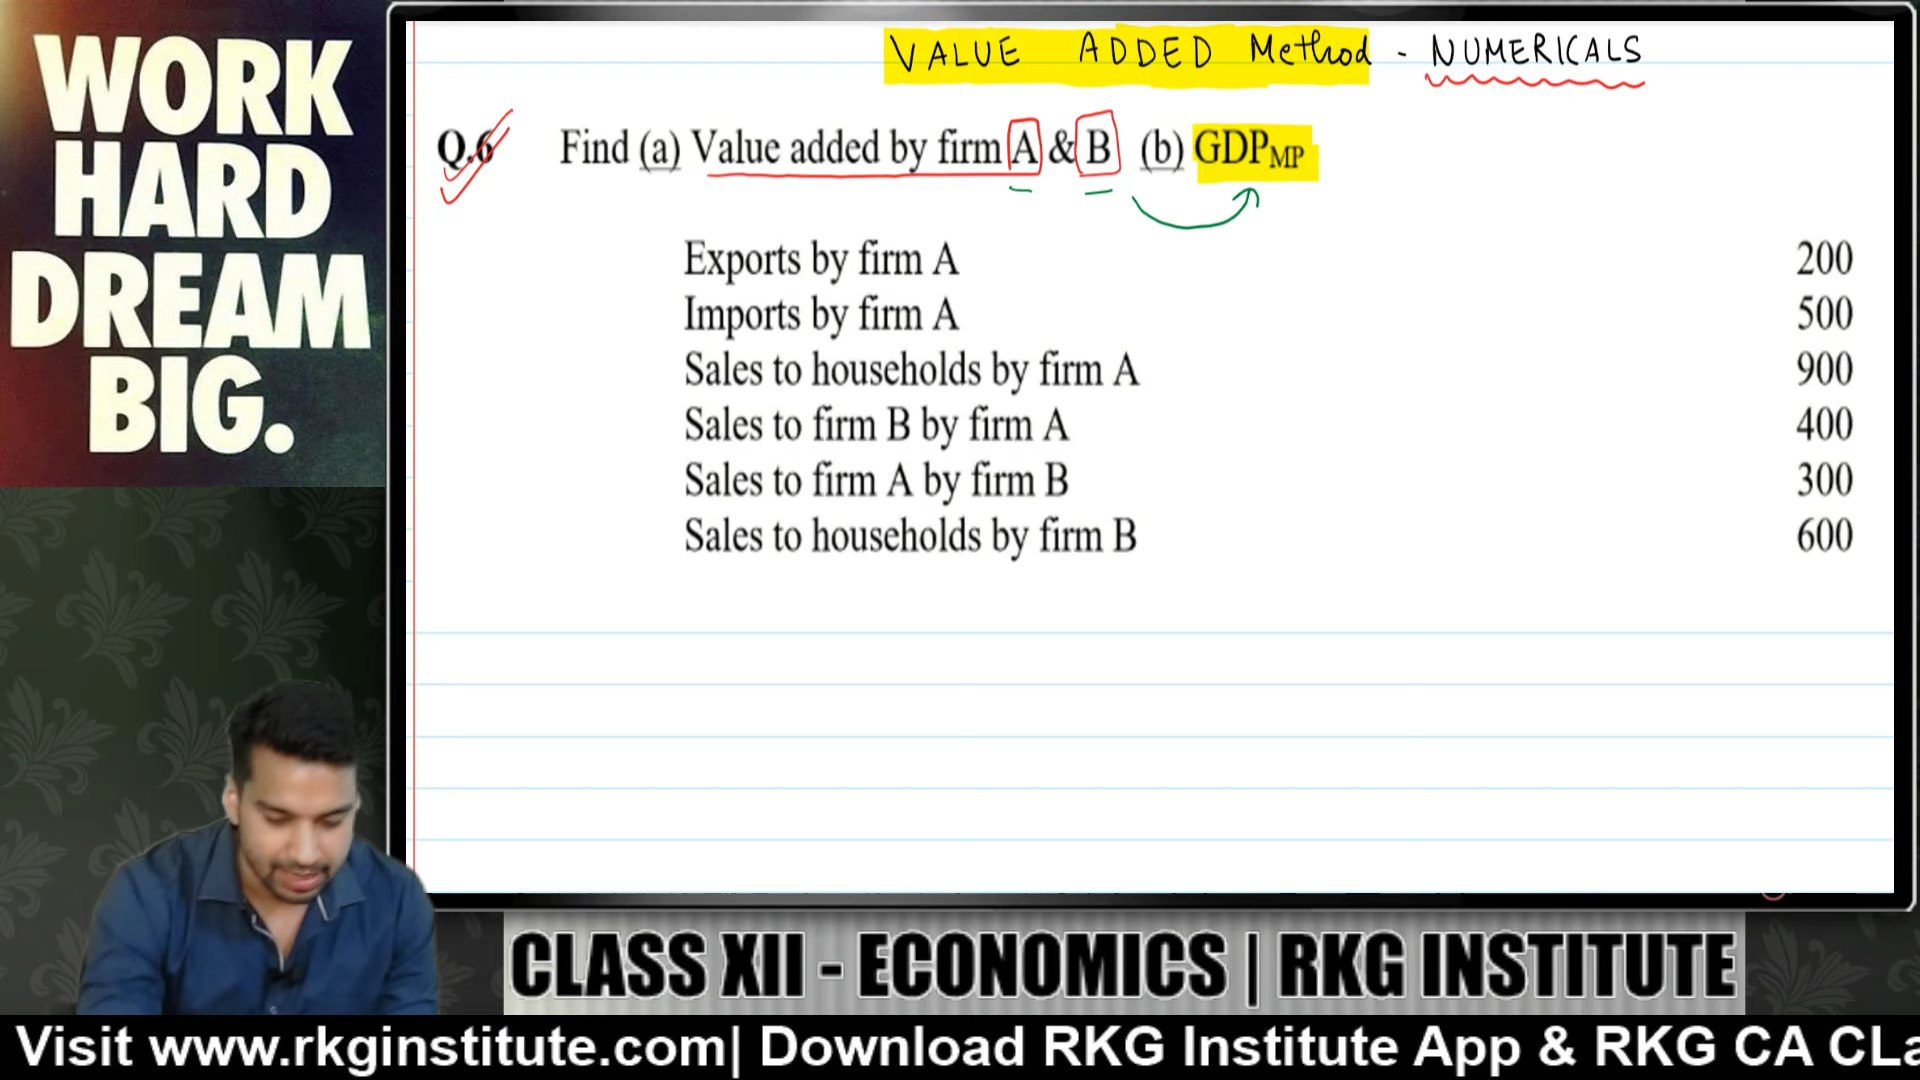 WORK
HARD
DREAM
BIG.
VALUE ADDED Method - NUMERICALS
Q.6 Find (a) Value added by firm A & B (b) GDPMP
Exports by firm A 200
Imports by firm A 500
Sales to households by firm A 900
Sales to firm B by firm A 400
Sales to firm A by firm B 300
Sales to households by firm B 600
CLASS XII - ECONOMICS | RKG INSTITUTE
Visit www.rkginstitute.com| Download RKG Institute App & RKG CA CLa